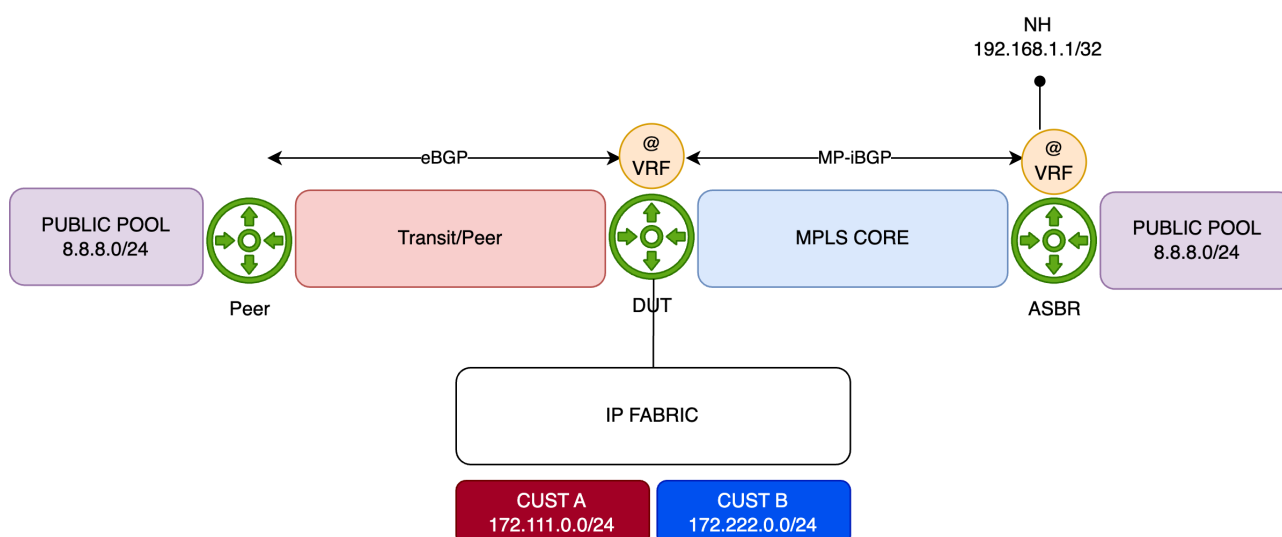 NH
192.168.1.1/32
@
VRF
eBGP
MP-iBGP
@
VRF
PUBLIC POOL
8.8.8.0/24
Transit/Peer
MPLS CORE
PUBLIC POOL
8.8.8.0/24
Peer
DUT
ASBR
IP FABRIC
CUST A
172.111.0.0/24
CUST B
172.222.0.0/24